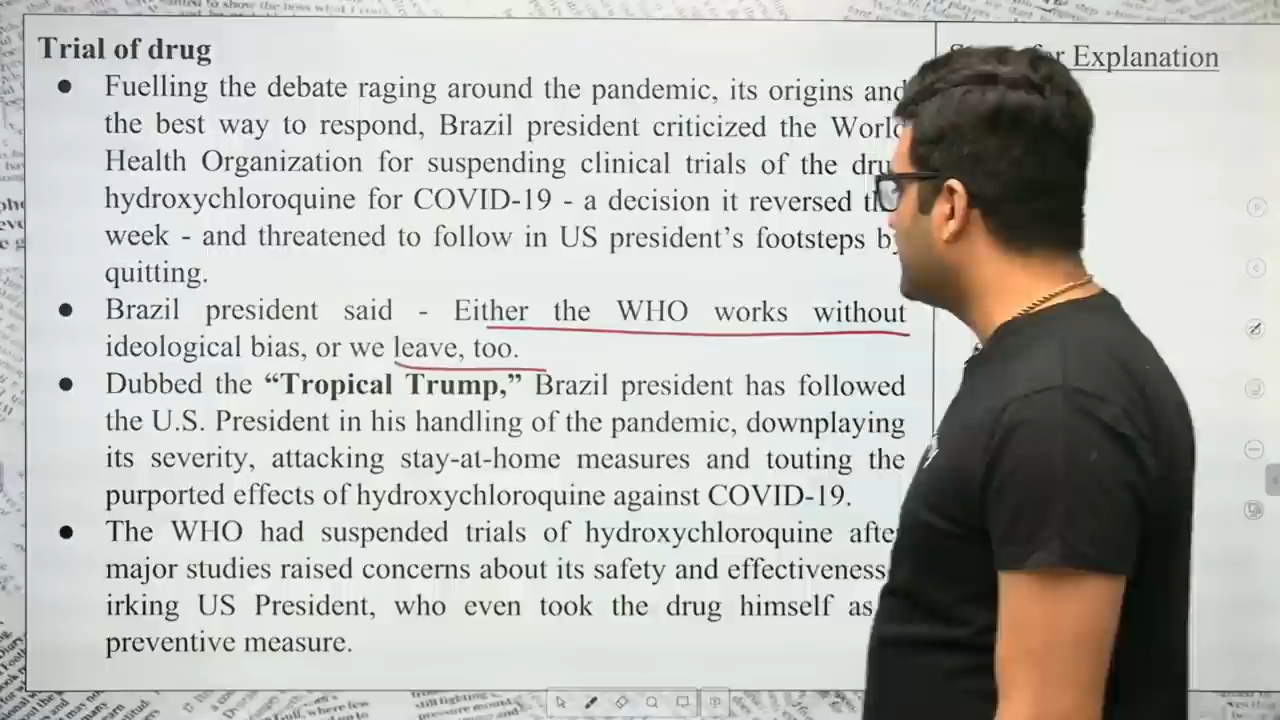 Trial of drug
Explanation
● Fuelling the debate raging around the pandemic, its origins and
the best way to respond, Brazil president criticized the World
Health Organization for suspending clinical trials of the
hydroxychloroquine for COVID-19 - a decision it reversed
week - and threatened to follow in US president's footsteps
quitting.
● Brazil president said - Either the WHO works without
ideological bias, or we leave, too.
● Dubbed the “Tropical Trump,” Brazil president has followed
the U.S. President in his handling of the pandemic, downplaying
its severity, attacking stay-at-home measures and touting the
purported effects of hydroxychloroquine against COVID-19.
● The WHO had suspended trials of hydroxychloroquine after
major studies raised concerns about its safety and effectiveness
irking US President, who even took the drug himself as
preventive measure.